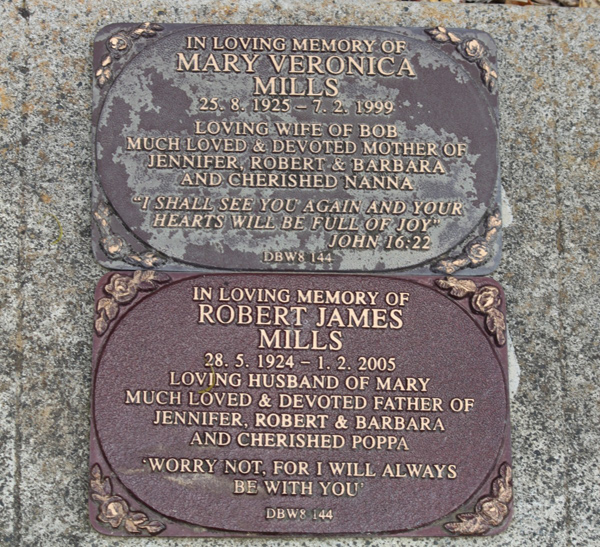 IN LOVING MEMORY OF
MARY VERONICA
MILLS
25. 8. 1925 – 7. 2. 1999
LOVING WIFE OF BOB
MUCH LOVED & DEVOTED MOTHER OF
JENNIFER, ROBERT & BARBARA
AND CHERISHED NANNA
"I SHALL SEE YOU AGAIN AND YOUR
HEARTS WILL BE FULL OF JOY'
JOHN 16:22
DBW8 144
IN LOVING MEMORY OF
ROBERT JAMES
MILLS
28. 5. 1924 – 1. 2. 2005
LOVING HUSBAND OF MARY
MUCH LOVED & DEVOTED FATHER OF
JENNIFER, ROBERT & BARBARA
AND CHERISHED POPPA
'WORRY NOT, FOR I WILL ALWAYS
BE WITH YOU'
DBW8 144